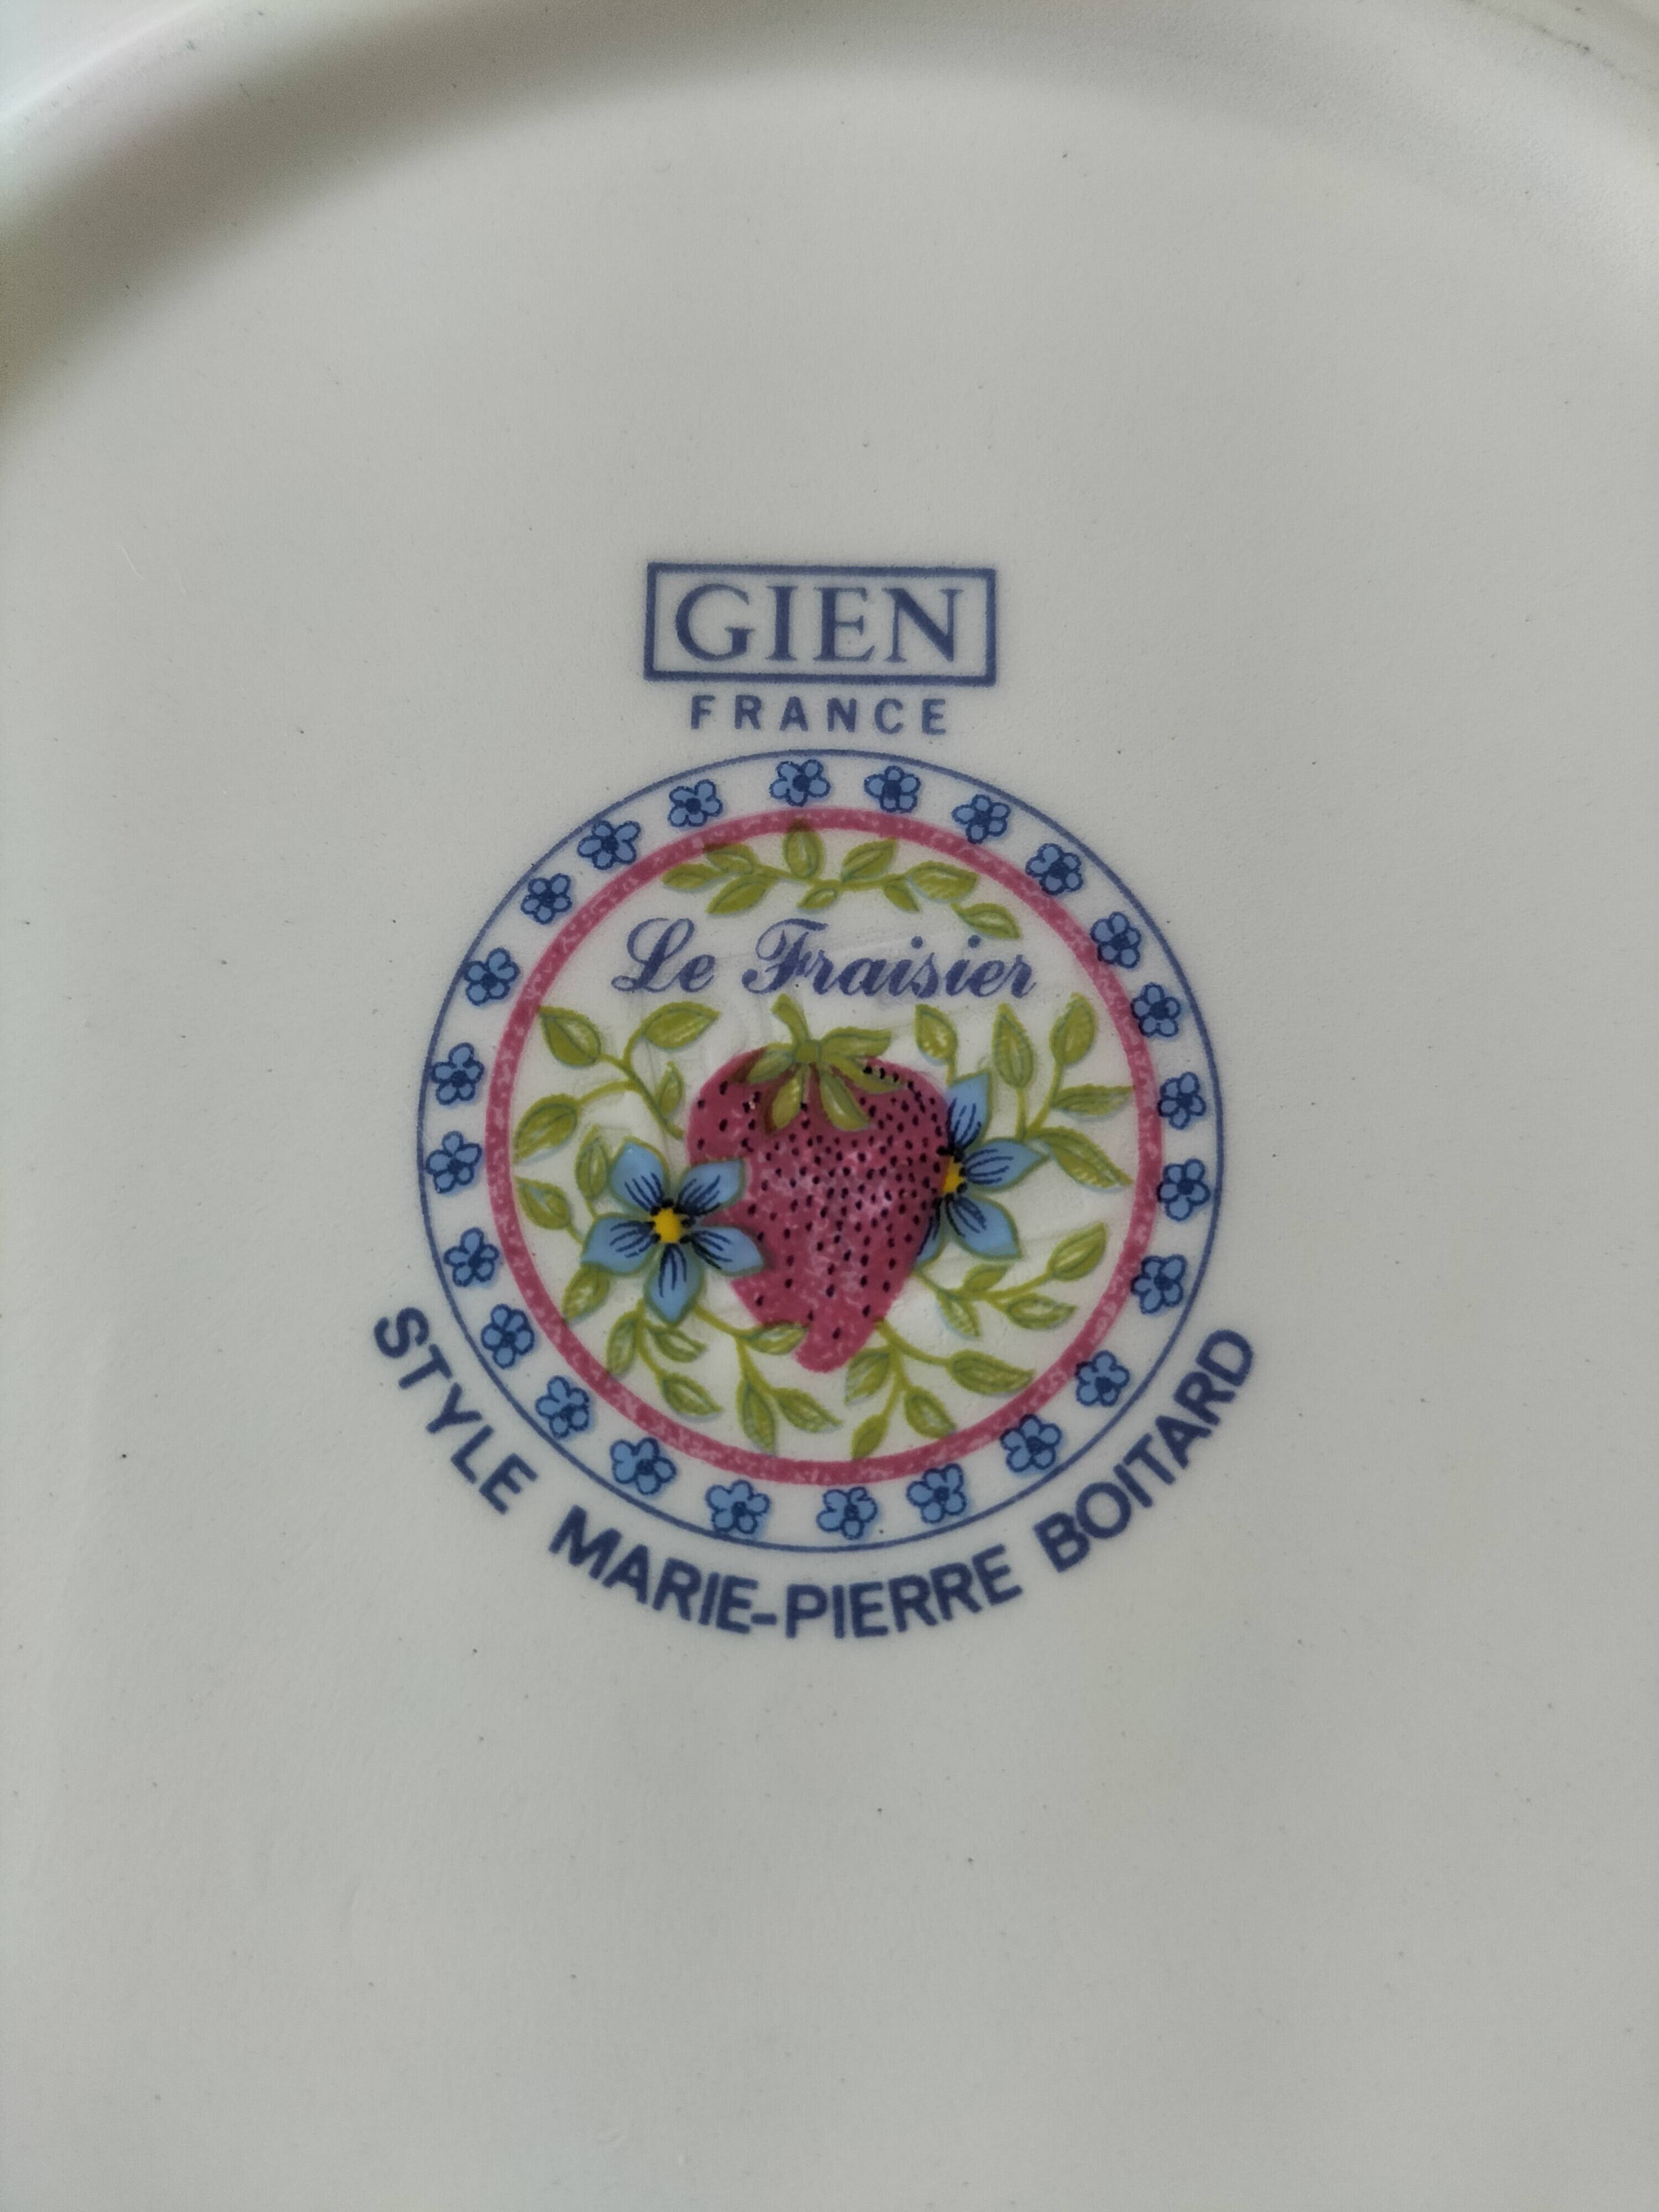 GIEN
FRANCE
Le Fraisier
STYLE MARIE-PIERRE BOITARD